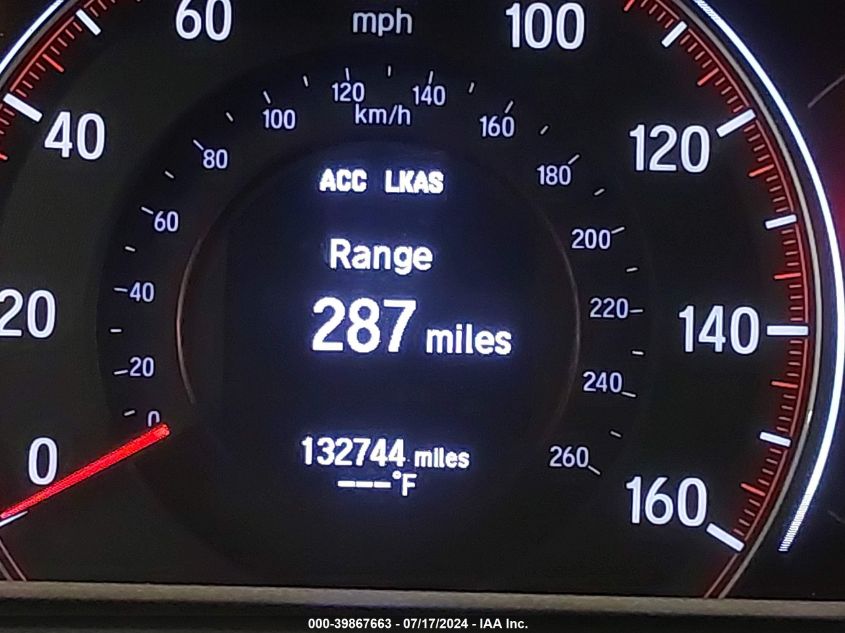 60 mph 100
120 140
km/h
100 160
40 120
80 180
ACC LKAS
60 200
Range
40 220
20 287 miles 140
20 240
0
0 132744 miles 260
---°F 160
000-39867663 - 07/17/2024 - IAA Inc.